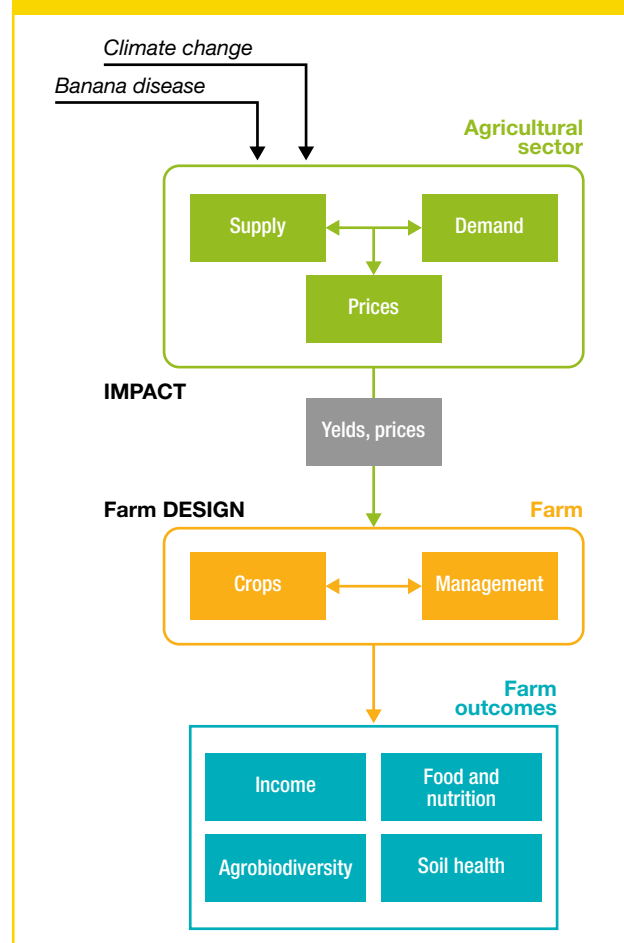 Climate change
Banana disease
Agricultural
sector
Supply
Demand
Prices
IMPACT
Yelds, prices
Farm DESIGN
Farm
Crops
Management
Farm
outcomes
Income
Food and
nutrition
Agrobiodiversity
Soil health